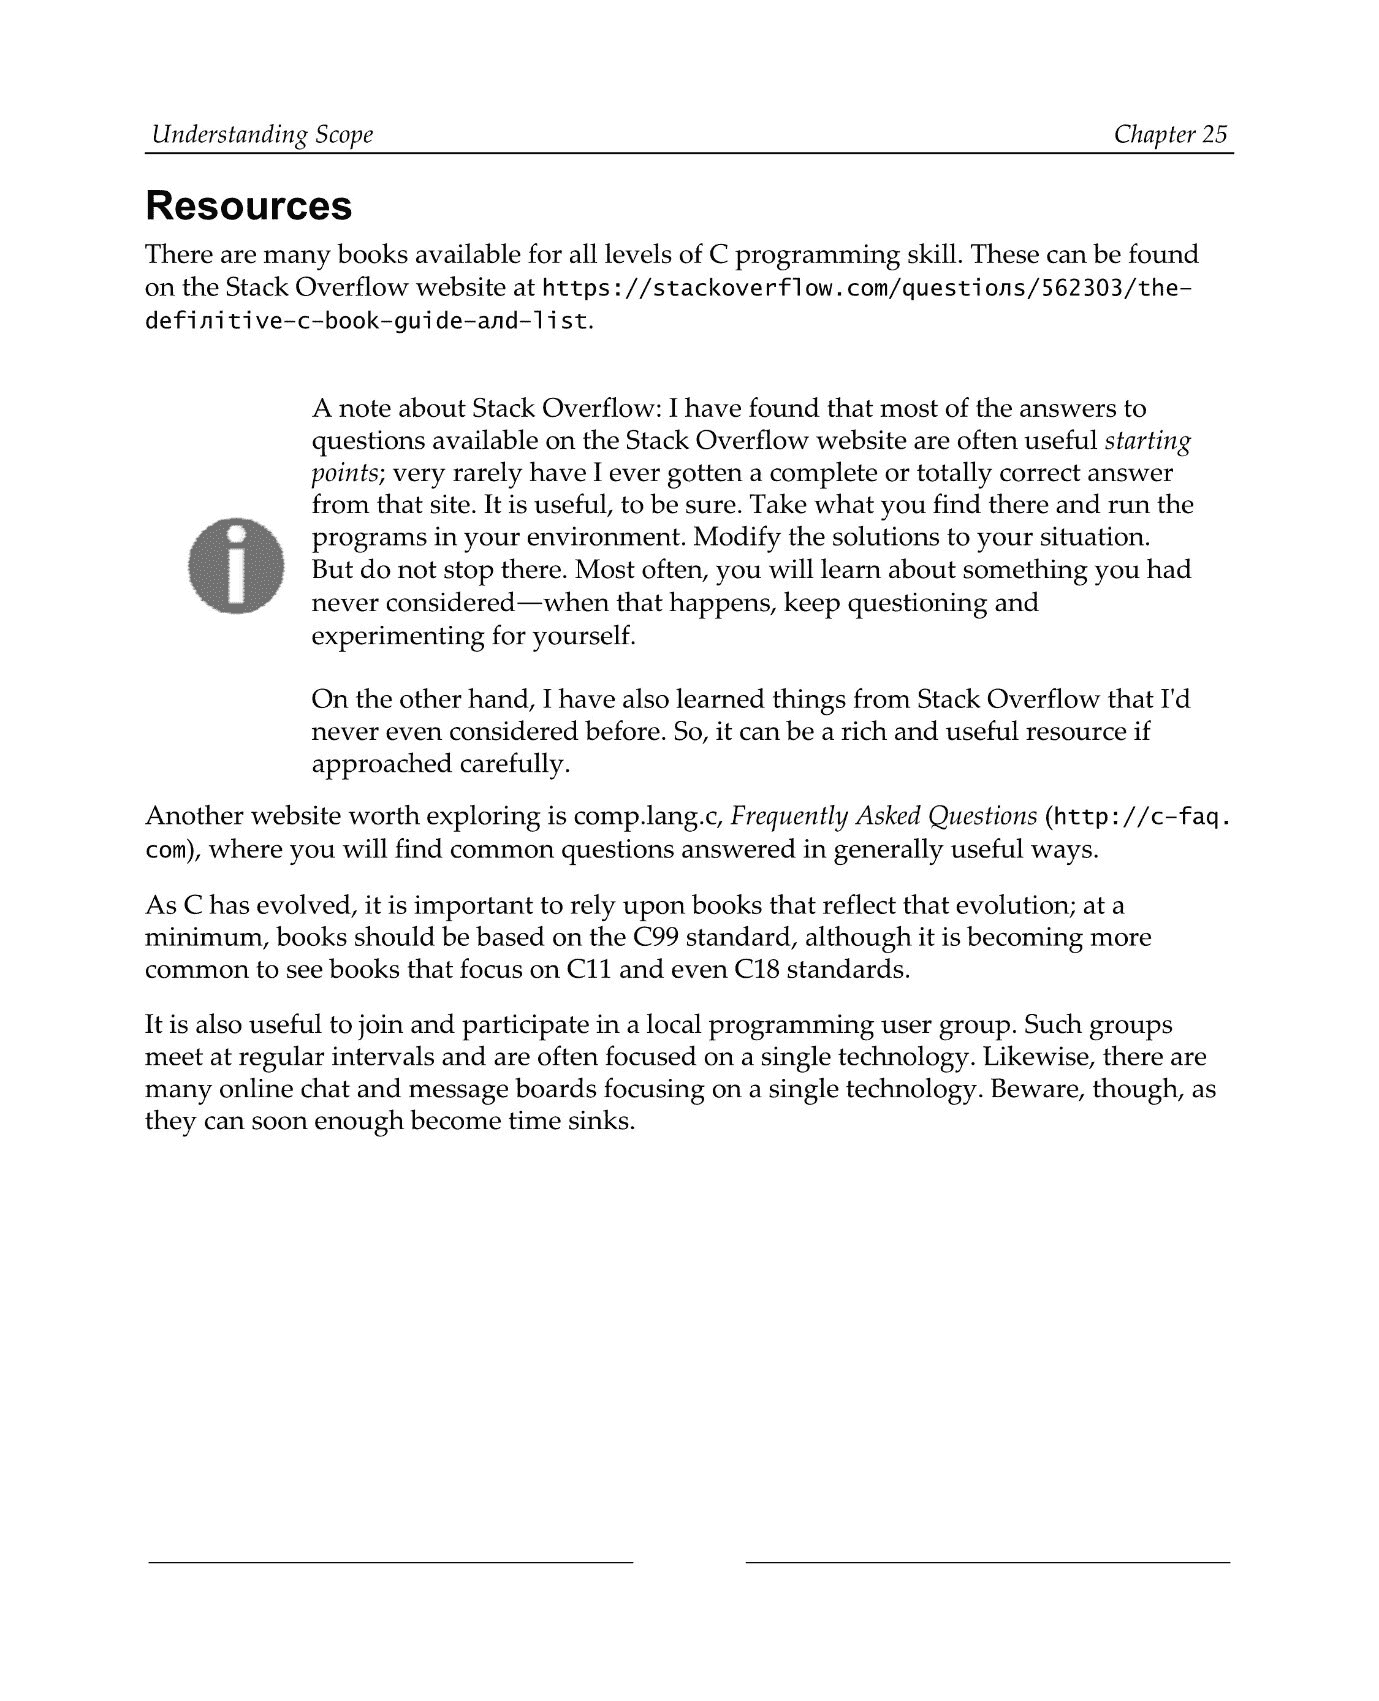 Understanding Scope Chapter 25
Resources
There are many books available for all levels of C programming skill. These can be found
on the Stack Overflow website at https://stackoverflow.com/questions/562303/the-
definitive-c-book-guide-and-list.
A note about Stack Overflow: I have found that most of the answers to
questions available on the Stack Overflow website are often useful starting
points; very rarely have I ever gotten a complete or totally correct answer
from that site. It is useful, to be sure. Take what you find there and run the
programs in your environment. Modify the solutions to your situation.
But do not stop there. Most often, you will learn about something you had
never considered—when that happens, keep questioning and
experimenting for yourself.
On the other hand, I have also learned things from Stack Overflow that I'd
never even considered before. So, it can be a rich and useful resource if
approached carefully.
Another website worth exploring is comp.lang.c, Frequently Asked Questions (http://c-faq.
com), where you will find common questions answered in generally useful ways.
As C has evolved, it is important to rely upon books that reflect that evolution; at a
minimum, books should be based on the C99 standard, although it is becoming more
common to see books that focus on C11 and even C18 standards.
It is also useful to join and participate in a local programming user group. Such groups
meet at regular intervals and are often focused on a single technology. Likewise, there are
many online chat and message boards focusing on a single technology. Beware, though, as
they can soon enough become time sinks.